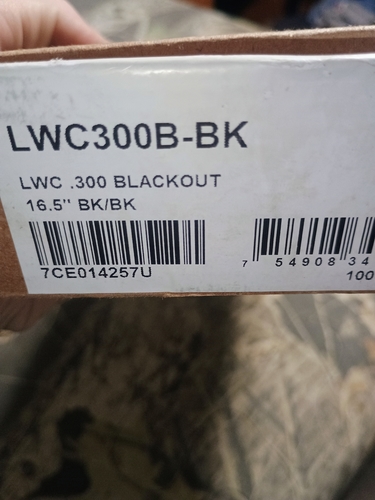 LWC300B-BK
LWC .300 BLACKOUT
16.5" BK/BK
7CE014257U
7 54908 34
100